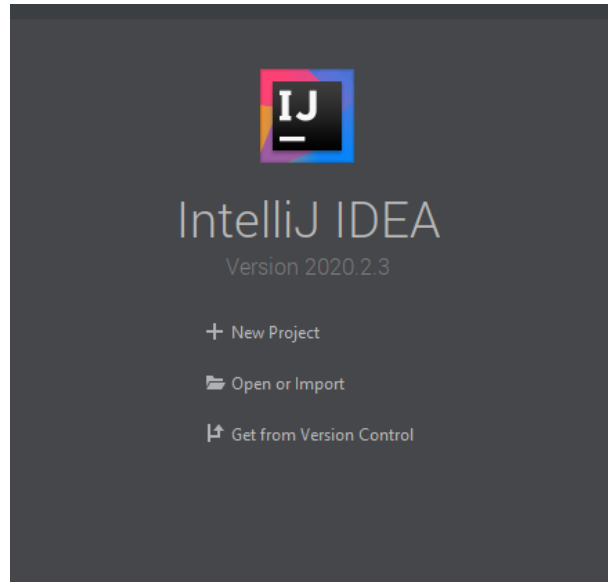 IJ
IntelliJ IDEA
Version 2020.2.3
New Project
Open or Import
Get from Version Control